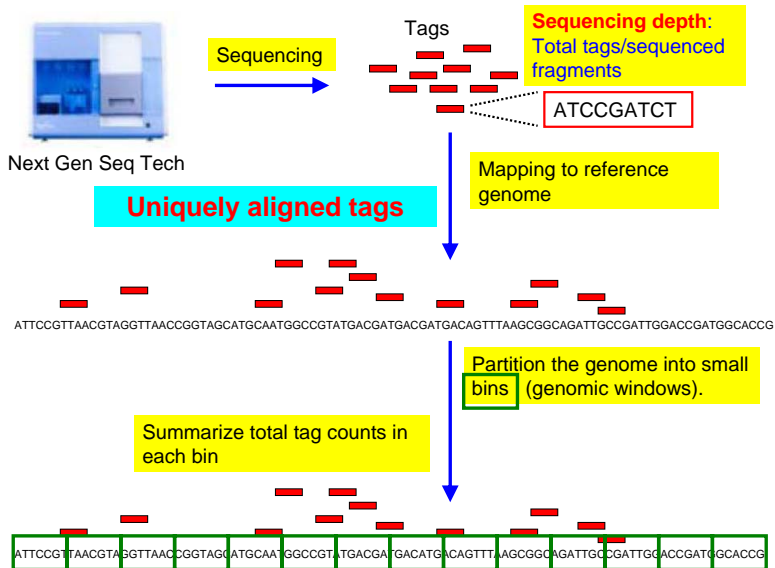 Tags
Sequencing depth:
Total tags/sequenced
fragments
Sequencing
ATCCGATCT
Next Gen Seq Tech
Mapping to reference
genome
Uniquely aligned tags
ATTCCGTTAACGTAGGTTAACCGGTAGCATGCAATGGCCGTATGACGATGACGATGACAGTTTAAGCGGCAGATTGCCGATTGGACCGATGGCACCG
Partition the genome into small
bins (genomic windows).
Summarize total tag counts in
each bin
ATTCCGTTAACGTAGGTTAACCGGTAGCATGCAATGGCCGTATGACGATGACATGACAGTTTAAGCGGCAGATTGCCGATTGGACCGATGGCACCG